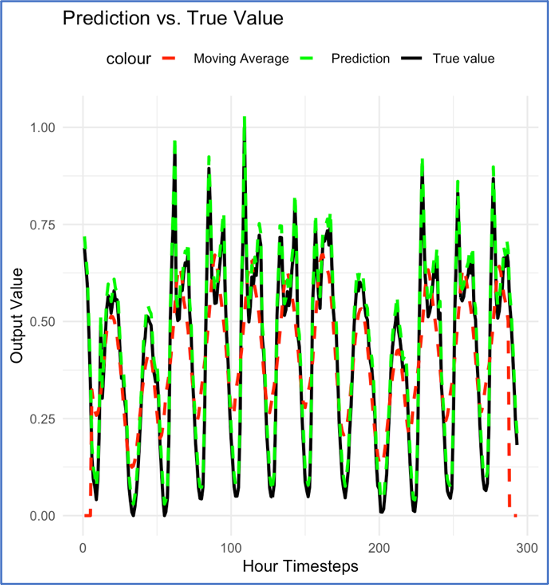 Prediction vs. True Value
colour Moving Average Prediction True value
1.00
0.75
0.50
0.25
0.00
Output Value
0 100 200 300
Hour Timesteps